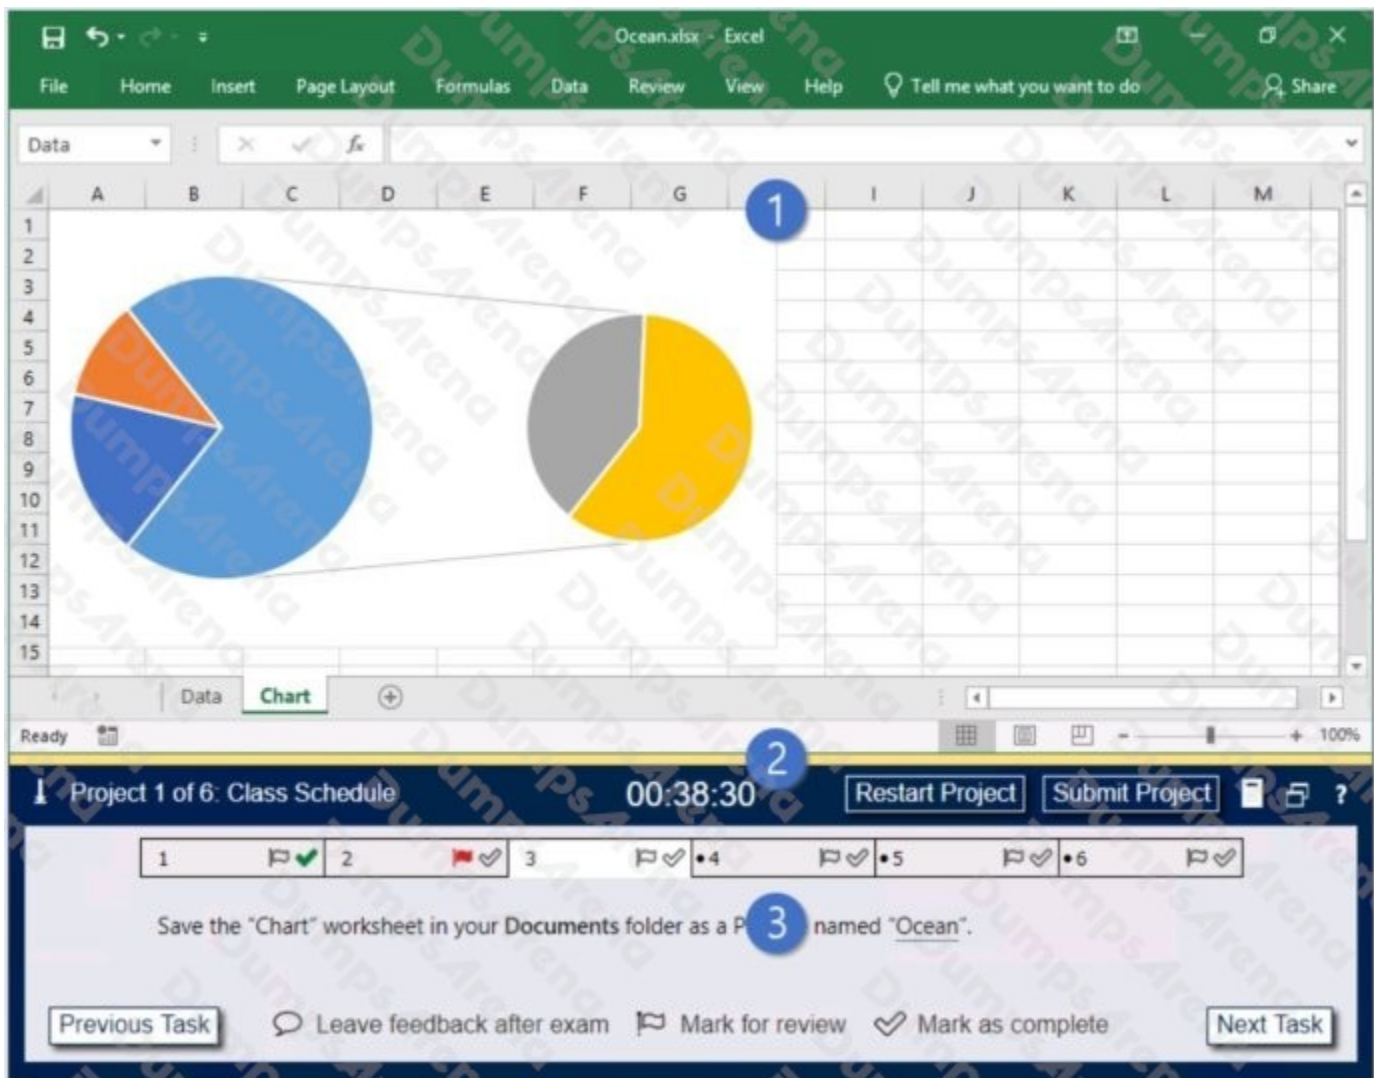 Ocean.xlsx - Excel
File Home Insert Page Layout Formulas Data Review View Help Tell me what you want to do Share
Data fx
A B C D E F G I J K L M
1
1
2
3
4
5
6
7
8
9
10
11
12
13
14
15
Data Chart
Ready 100%
2
Project 1 of 6: Class Schedule 00:38:30 Restart Project Submit Project ?
1 2 3 •4 •5 •6
Save the "Chart" worksheet in your Documents folder as a P 3 named "Ocean".
Previous Task Leave feedback after exam Mark for review Mark as complete Next Task
DumpsArena